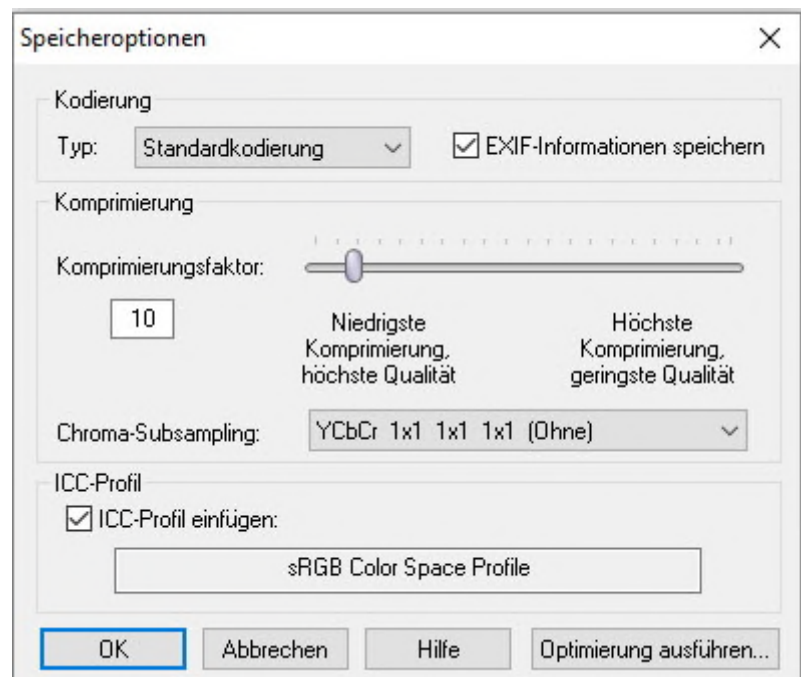 Speicheroptionen
Kodierung
Typ: Standardkodierung EXIF-Informationen speichern
Komprimierung
Komprimierungsfaktor:
10
Niedrigste Komprimierung, höchste Qualität
Höchste Komprimierung, geringste Qualität
Chroma-Subsampling: YCbCr 1x1 1x1 1x1 (Ohne)
ICC-Profil
ICC-Profil einfügen:
sRGB Color Space Profile
OK Abbrechen Hilfe Optimierung ausführen...